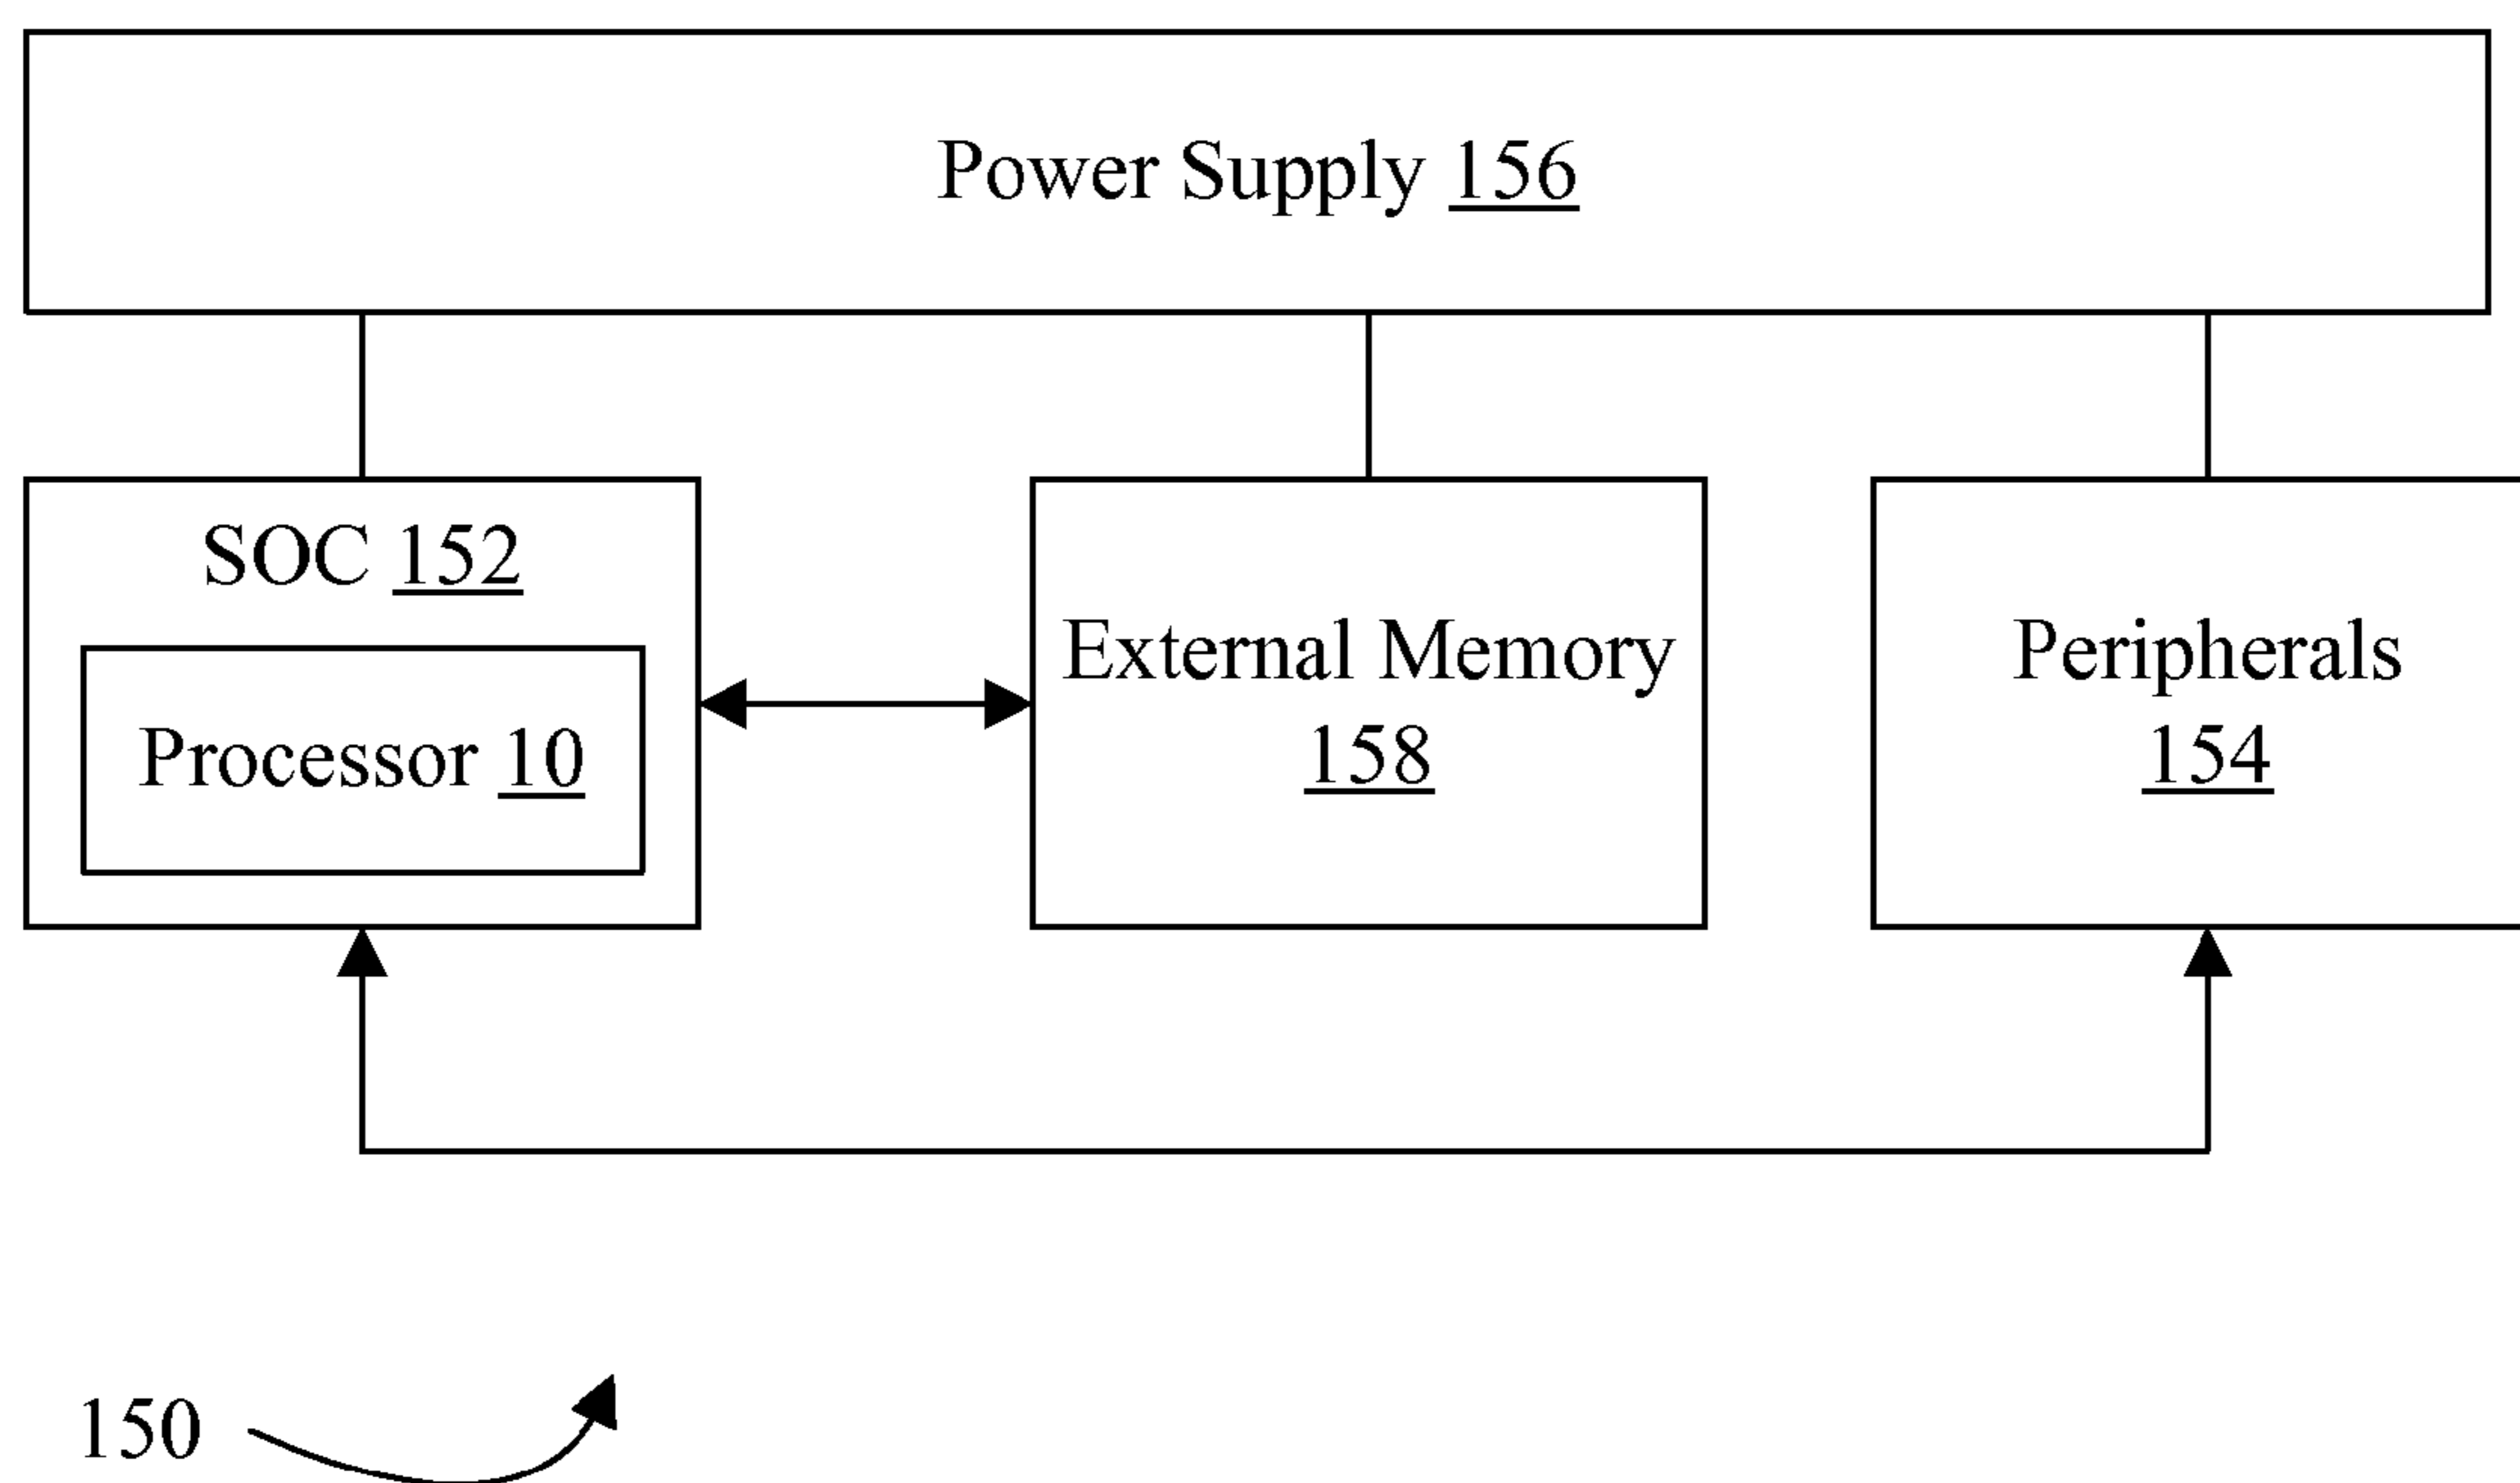 Power Supply 156
SOC 152
Processor 10
External Memory
158
Peripherals
154
150